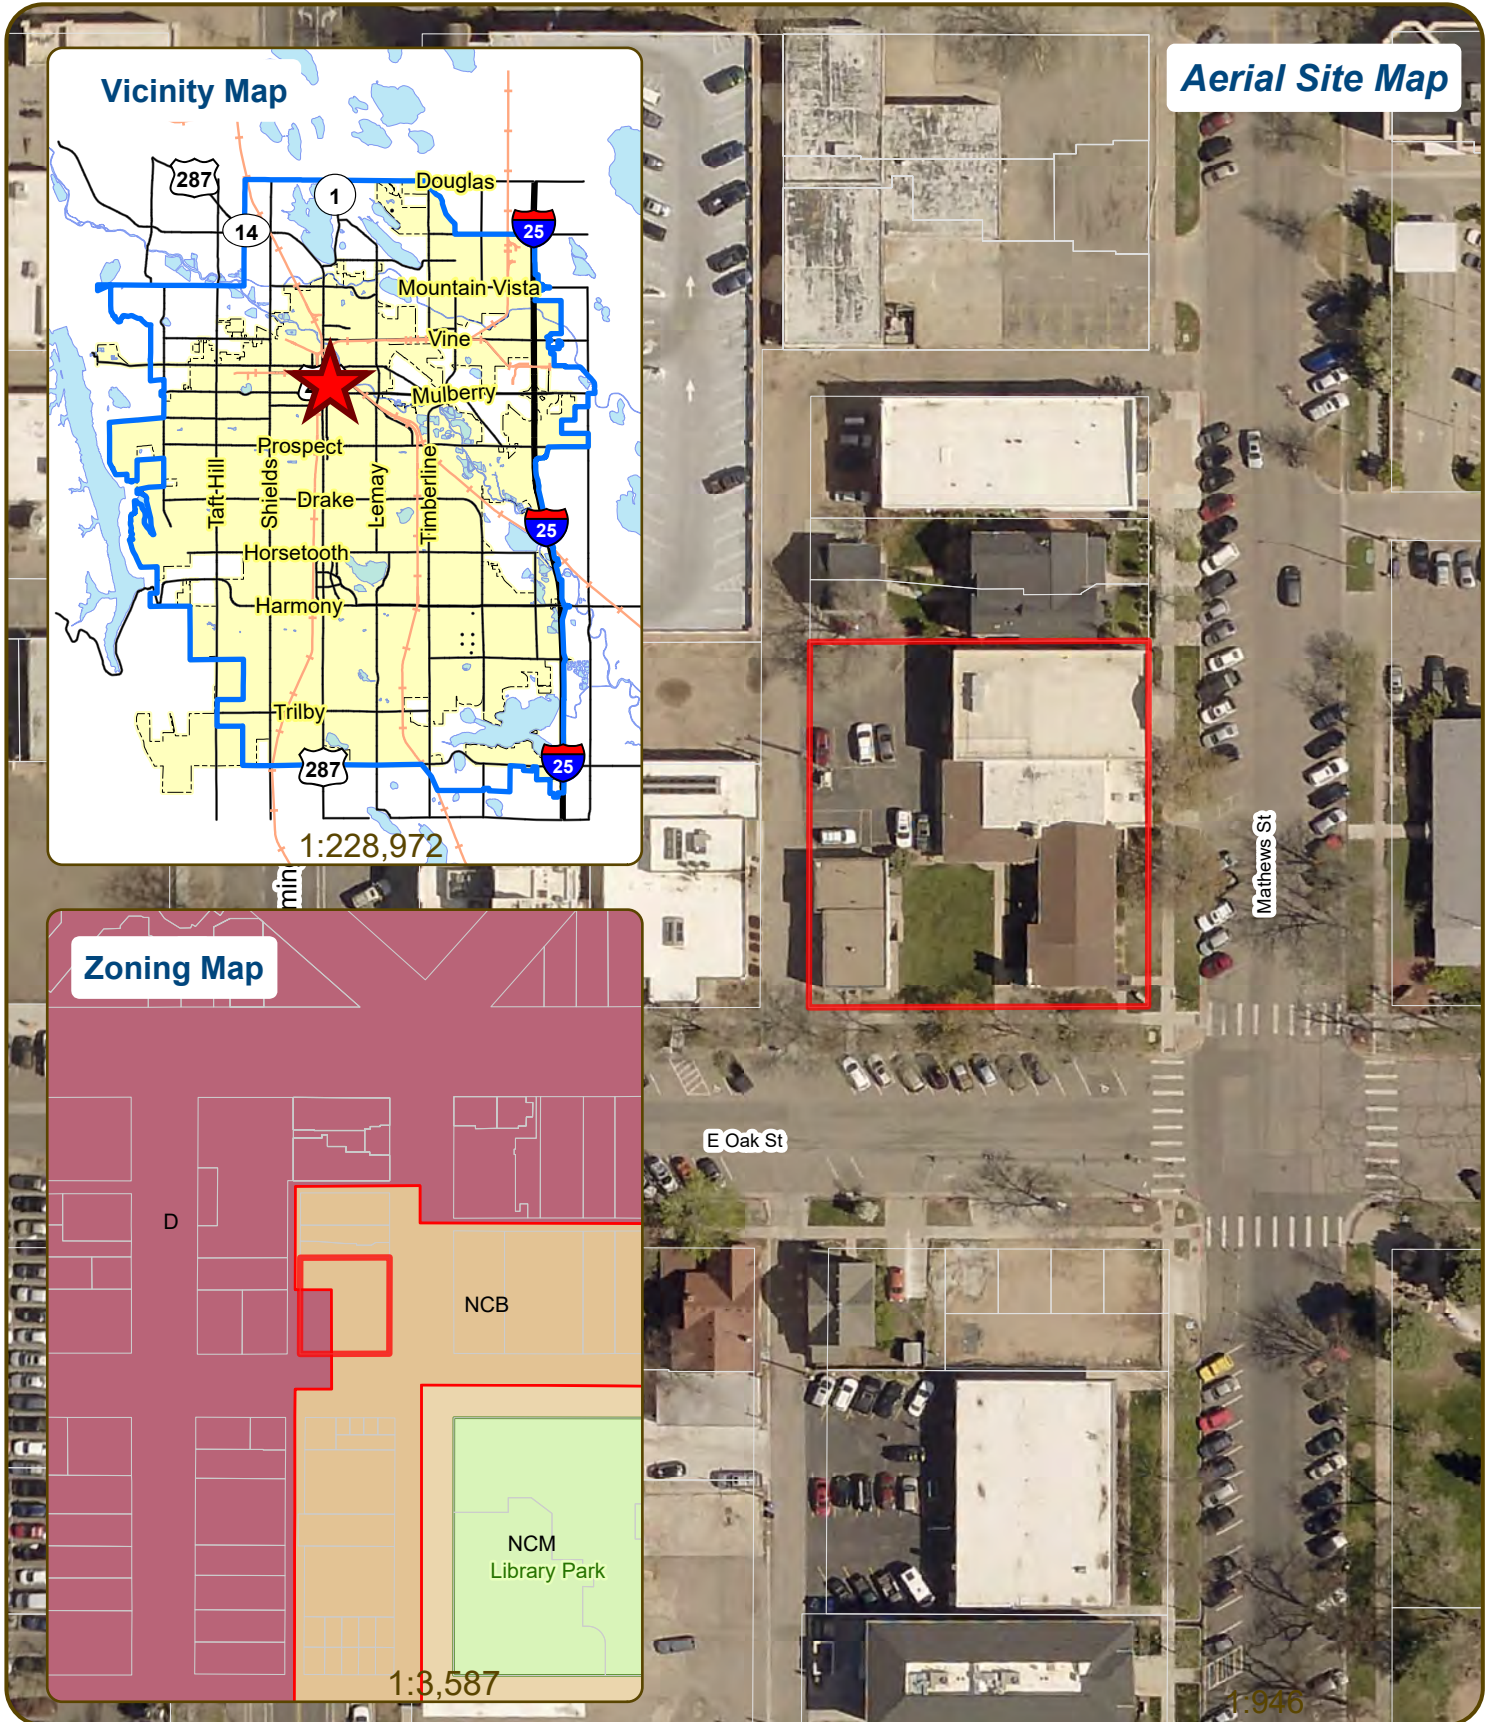 Vicinity Map
Aerial Site Map
287
1
Douglas
14
25
Mountain-Vista
Vine
Mulberry
Prospect
Taft-Hill
Shields
Drake
Lemay
Timberline
25
Horsetooth
Harmony
Trilby
287
25
1:228,972
min
Mathews St
Zoning Map
E Oak St
D
NCB
NCM
Library Park
1:3,587
1:946